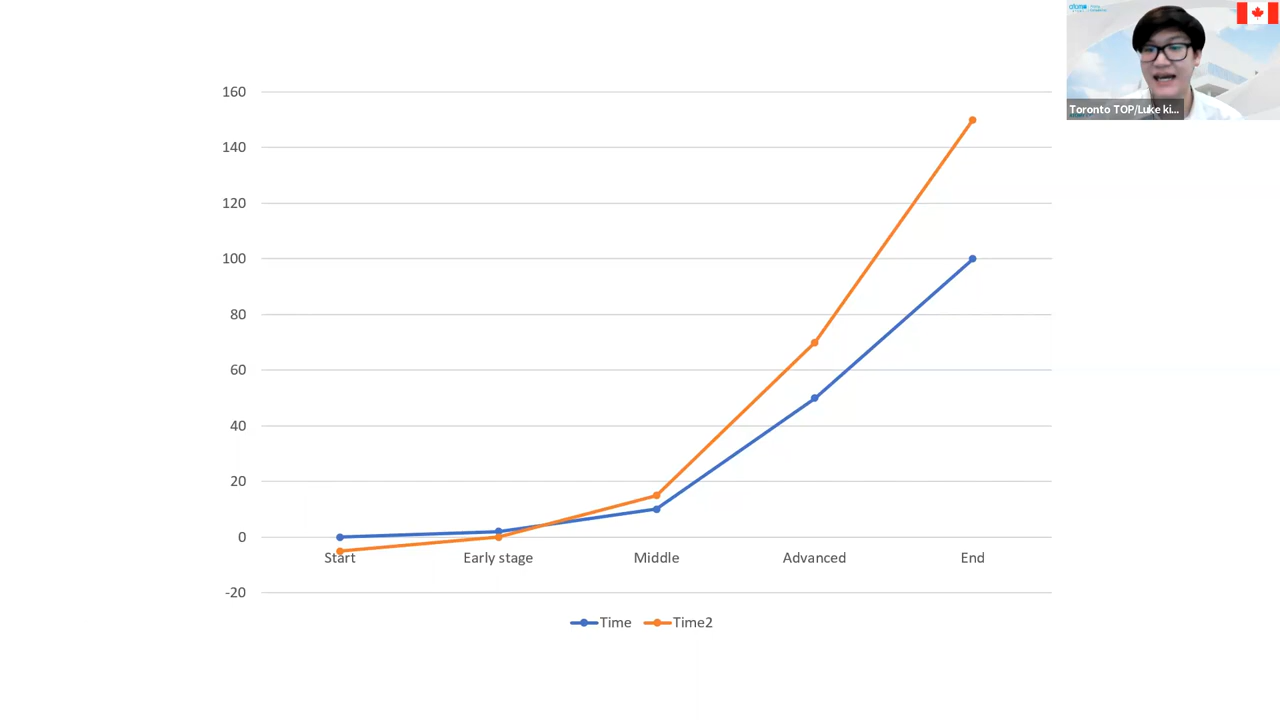 atomy
Toronto TOP/Luke ki...
160
140
120
100
80
60
40
20
0
-20
Start Early stage Middle Advanced End
Time Time2